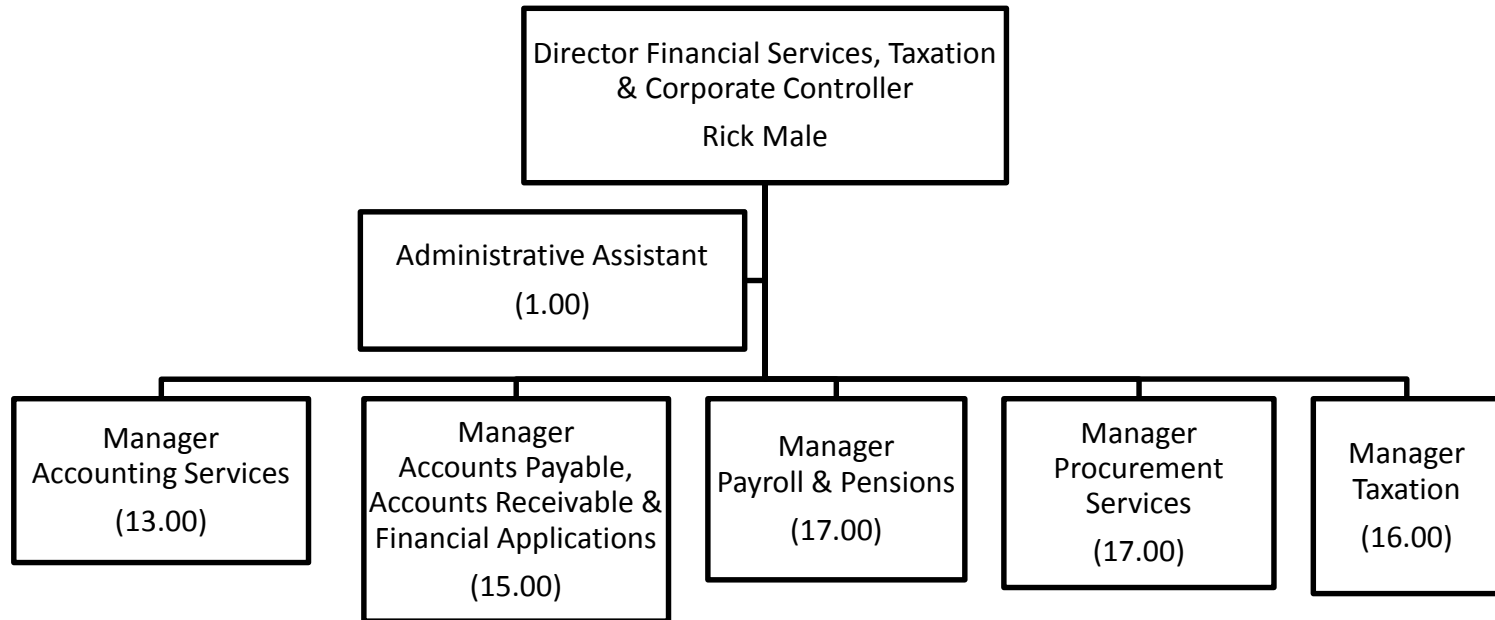 Director Financial Services, Taxation
& Corporate Controller
Rick Male
Administrative Assistant
(1.00)
Manager
Accounting Services
(13.00)
Manager
Accounts Payable,
Accounts Receivable &
Financial Applications
(15.00)
Manager
Payroll & Pensions
(17.00)
Manager
Procurement
Services
(17.00)
Manager
Taxation
(16.00)